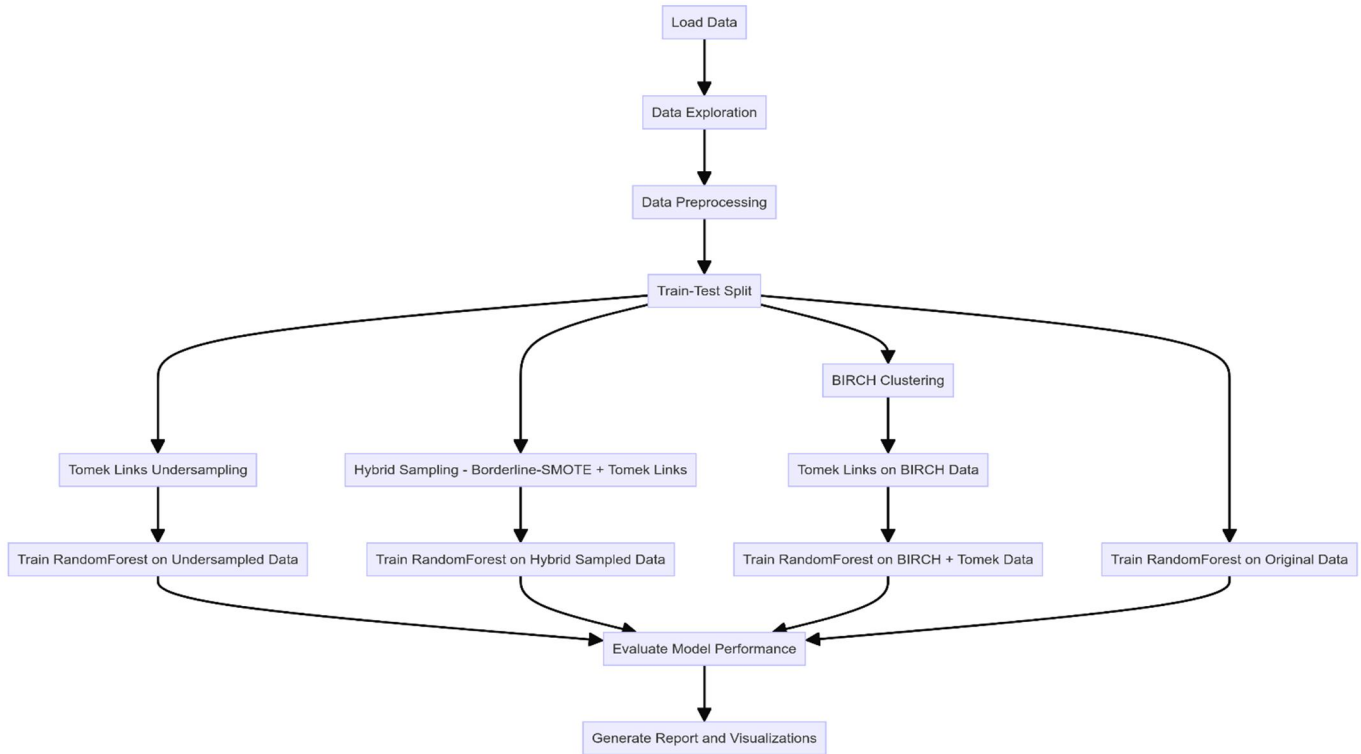 Load Data
Data Exploration
Data Preprocessing
Train-Test Split
BIRCH Clustering
Tomek Links Undersampling
Hybrid Sampling - Borderline-SMOTE + Tomek Links
Tomek Links on BIRCH Data
Train RandomForest on Undersampled Data
Train RandomForest on Hybrid Sampled Data
Train RandomForest on BIRCH + Tomek Data
Train RandomForest on Original Data
Evaluate Model Performance
Generate Report and Visualizations